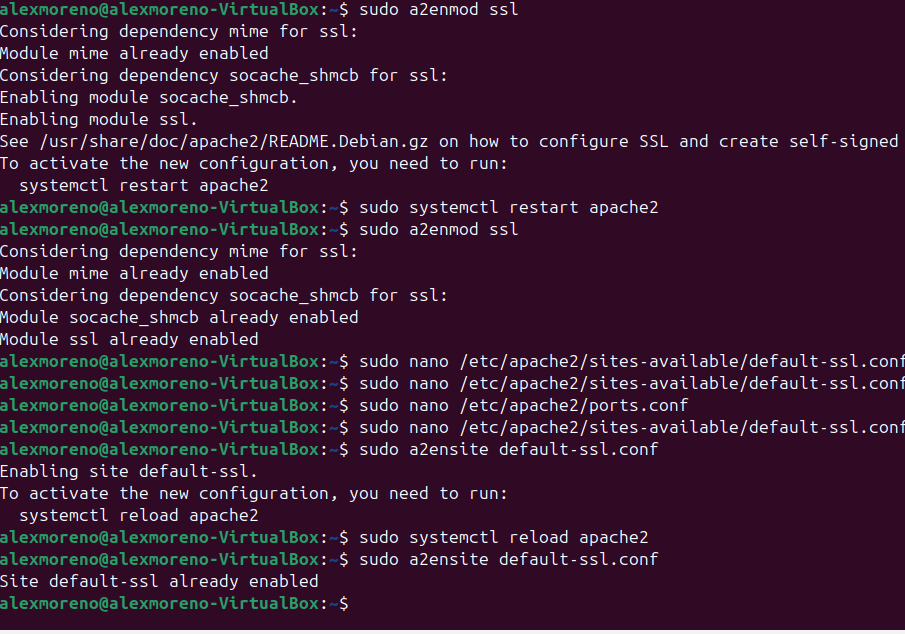 alexmoreno@alexmoreno-VirtualBox:~$ sudo a2enmod ssl
Considering dependency mime for ssl:
Module mime already enabled
Considering dependency socache_shmcb for ssl:
Enabling module socache_shmcb.
Enabling module ssl.
See /usr/share/doc/apache2/README.Debian.gz on how to configure SSL and create self-signed
To activate the new configuration, you need to run:
  systemctl restart apache2
alexmoreno@alexmoreno-VirtualBox:~$ sudo systemctl restart apache2
alexmoreno@alexmoreno-VirtualBox:~$ sudo a2enmod ssl
Considering dependency mime for ssl:
Module mime already enabled
Considering dependency socache_shmcb for ssl:
Module socache_shmcb already enabled
Module ssl already enabled
alexmoreno@alexmoreno-VirtualBox:~$ sudo nano /etc/apache2/sites-available/default-ssl.conf
alexmoreno@alexmoreno-VirtualBox:~$ sudo nano /etc/apache2/sites-available/default-ssl.conf
alexmoreno@alexmoreno-VirtualBox:~$ sudo nano /etc/apache2/ports.conf
alexmoreno@alexmoreno-VirtualBox:~$ sudo nano /etc/apache2/sites-available/default-ssl.conf
alexmoreno@alexmoreno-VirtualBox:~$ sudo a2ensite default-ssl.conf
Enabling site default-ssl.
To activate the new configuration, you need to run:
  systemctl reload apache2
alexmoreno@alexmoreno-VirtualBox:~$ sudo systemctl reload apache2
alexmoreno@alexmoreno-VirtualBox:~$ sudo a2ensite default-ssl.conf
Site default-ssl already enabled
alexmoreno@alexmoreno-VirtualBox:~$